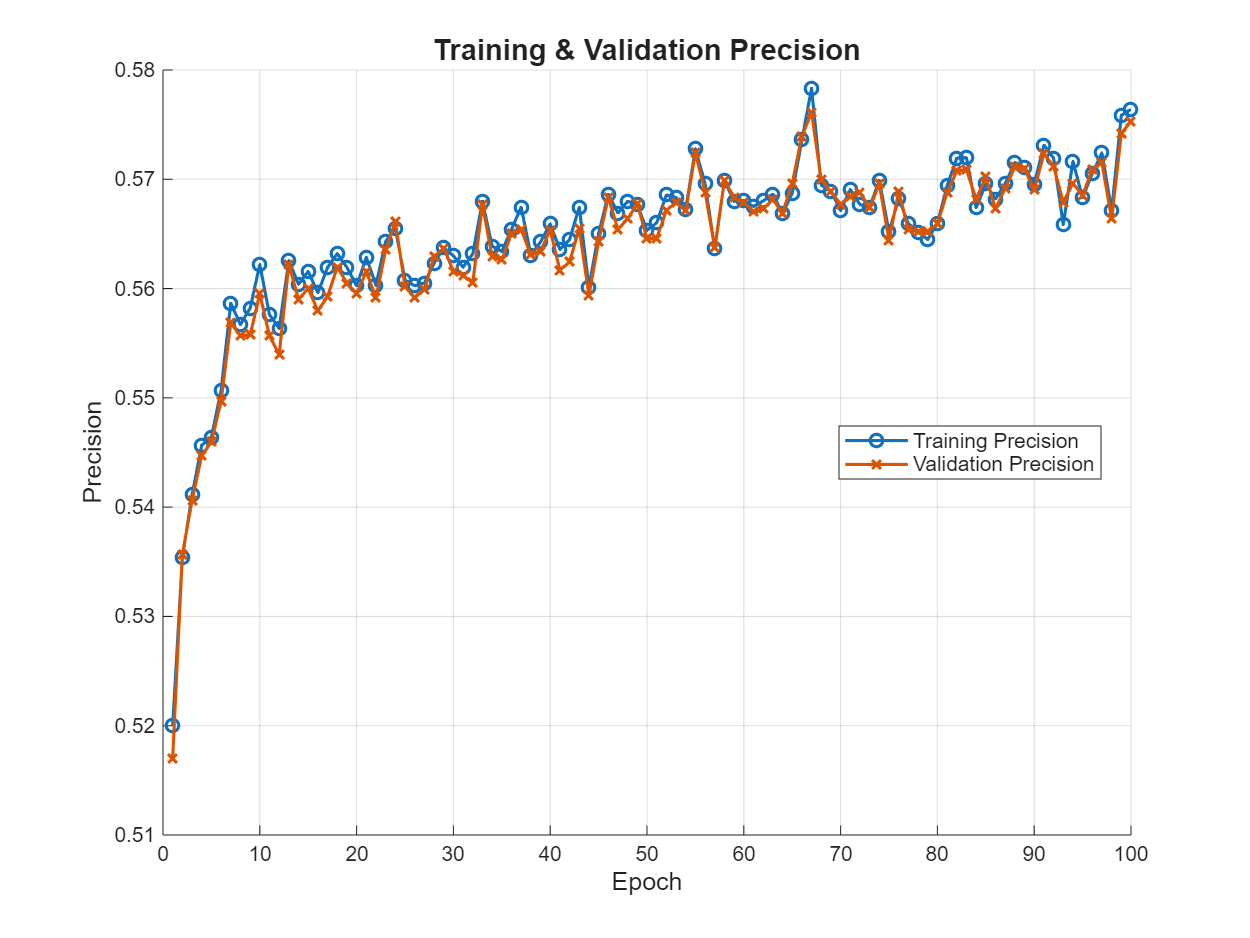 Training & Validation Precision
0.58
0.57
0.56
0.55
0.54
0.53
0.52
0.51
Precision
Training Precision
Validation Precision
0 10 20 30 40 50 60 70 80 90 100
Epoch